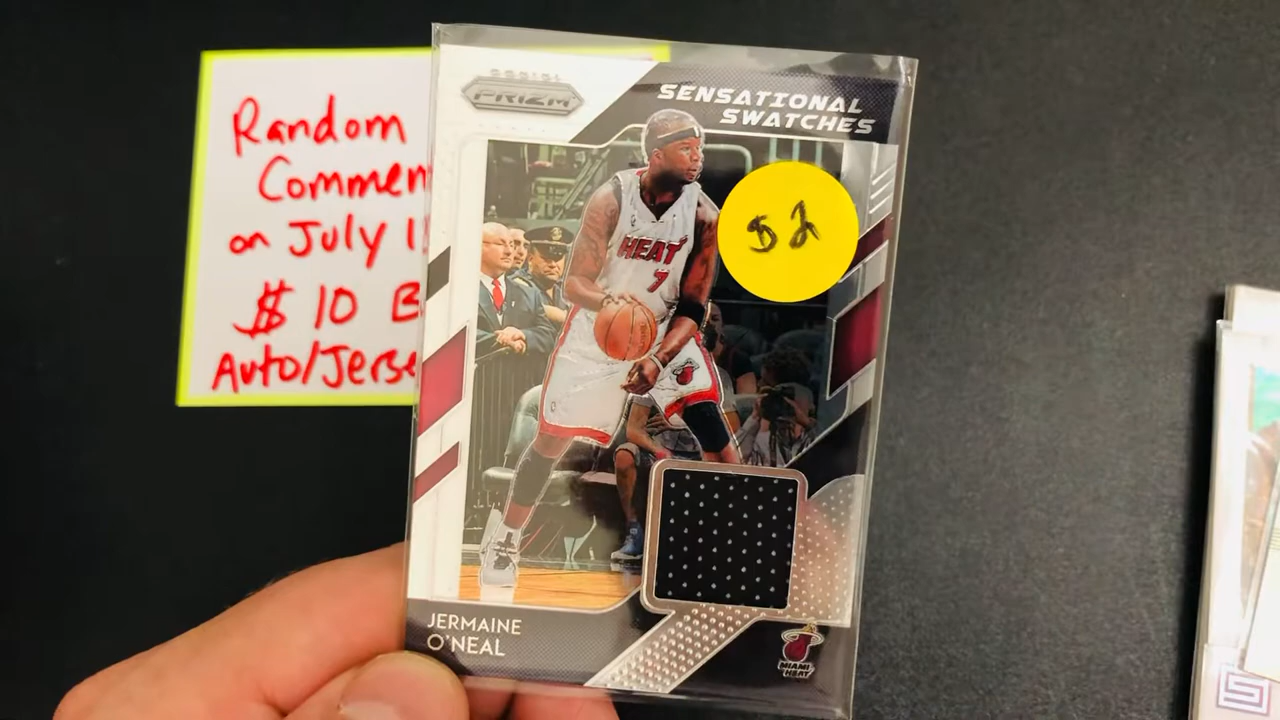 Random
Commen
on July 1
$ 10 B
Auto/Jerse
PANINI
PRIZM
SENSATIONAL
SWATCHES
$ 2
HEAT
7
JERMAINE
O'NEAL
MIAMI
HEAT